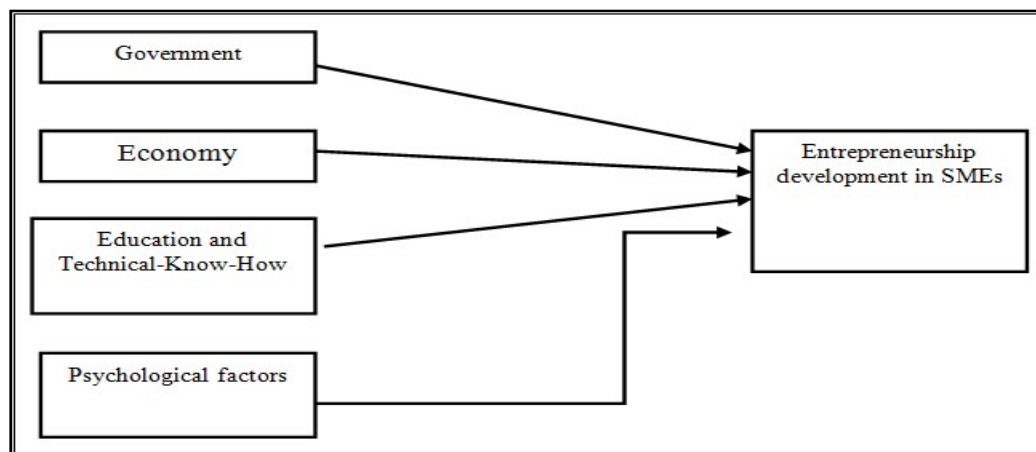 Government
Economy
Education and
Technical-Know-How
Psychological factors
Entrepreneurship
development in SMEs